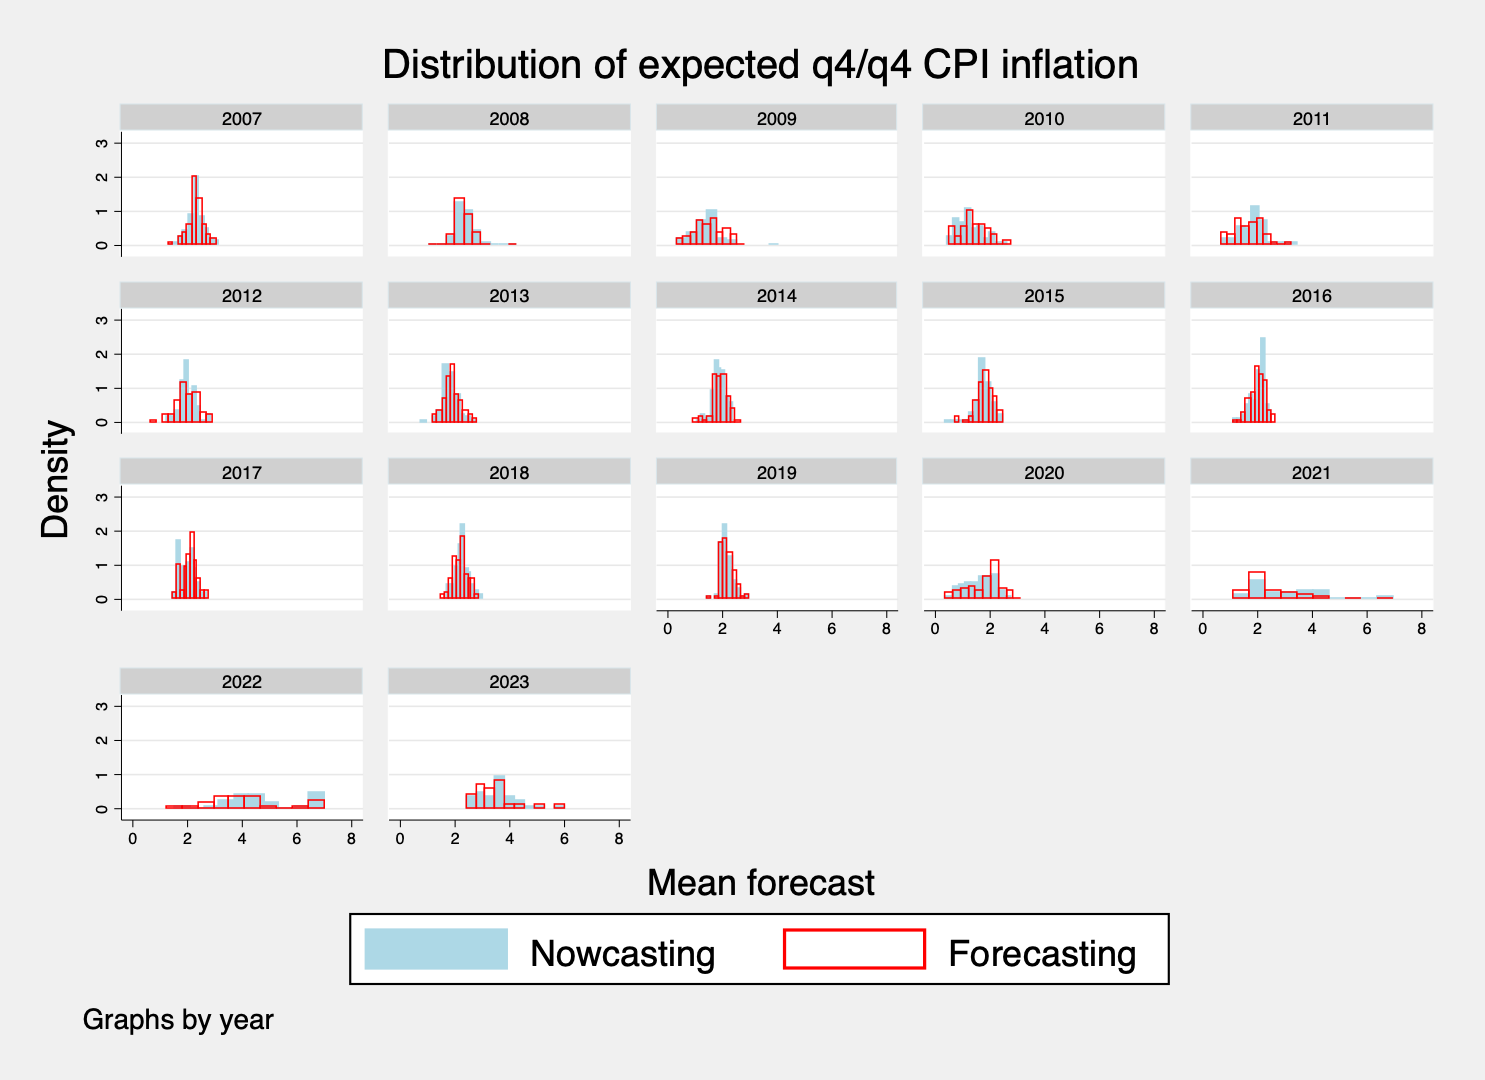 Distribution of expected q4/q4 CPI inflation
2007 2008 2009 2010 2011
3
2
1
0
2012 2013 2014 2015 2016
3
2
1
0
Density
2017 2018 2019 2020 2021
3
2
1
0
0 2 4 6 8 0 2 4 6 8 0 2 4 6 8
2022 2023
3
2
1
0
0 2 4 6 8 0 2 4 6 8
Mean forecast
Nowcasting Forecasting
Graphs by year